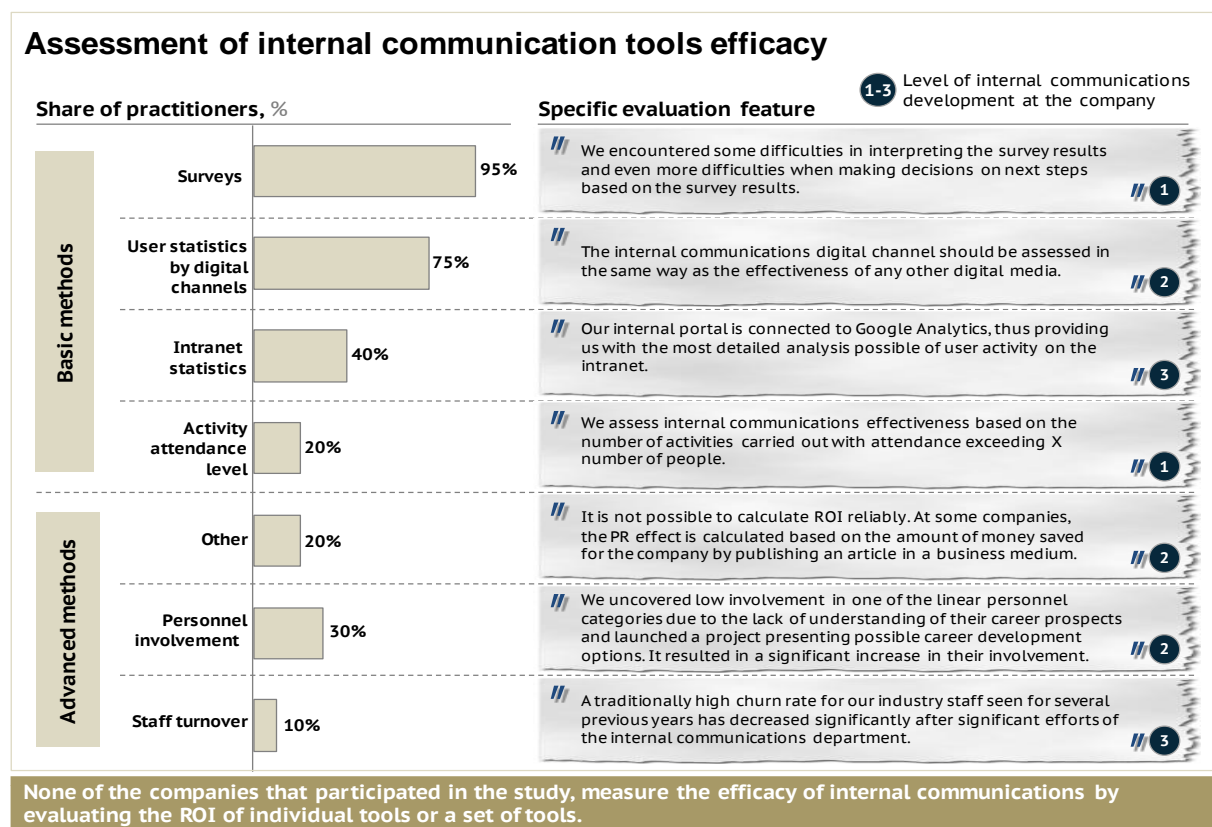 Assessment of internal communication tools efficacy
1-3
Level of internal communications
development at the company
Share of practitioners, %
Specific evaluation feature
Basic methods
Surveys
95%
We encountered some difficulties in interpreting the survey results
and even more difficulties when making decisions on next steps
based on the survey results.
1
User statistics
by digital
channels
75%
The internal communications digital channel should be assessed in
the same way as the effectiveness of any other digital media.
2
Intranet
statistics
40%
Our internal portal is connected to Google Analytics, thus providing
us with the most detailed analysis possible of user activity on the
intranet.
3
Activity
attendance
level
20%
We assess internal communications effectiveness based on the
number of activities carried out with attendance exceeding X
number of people.
1
Advanced methods
Other
20%
It is not possible to calculate ROI reliably. At some companies,
the PR effect is calculated based on the amount of money saved
for the company by publishing an article in a business medium.
2
Personnel
involvement
30%
We uncovered low involvement in one of the linear personnel
categories due to the lack of understanding of their career prospects
and launched a project presenting possible career development
options. It resulted in a significant increase in their involvement.
2
Staff turnover
10%
A traditionally high churn rate for our industry staff seen for several
previous years has decreased significantly after significant efforts of
the internal communications department.
3
None of the companies that participated in the study, measure the efficacy of internal communications by
evaluating the ROI of individual tools or a set of tools.